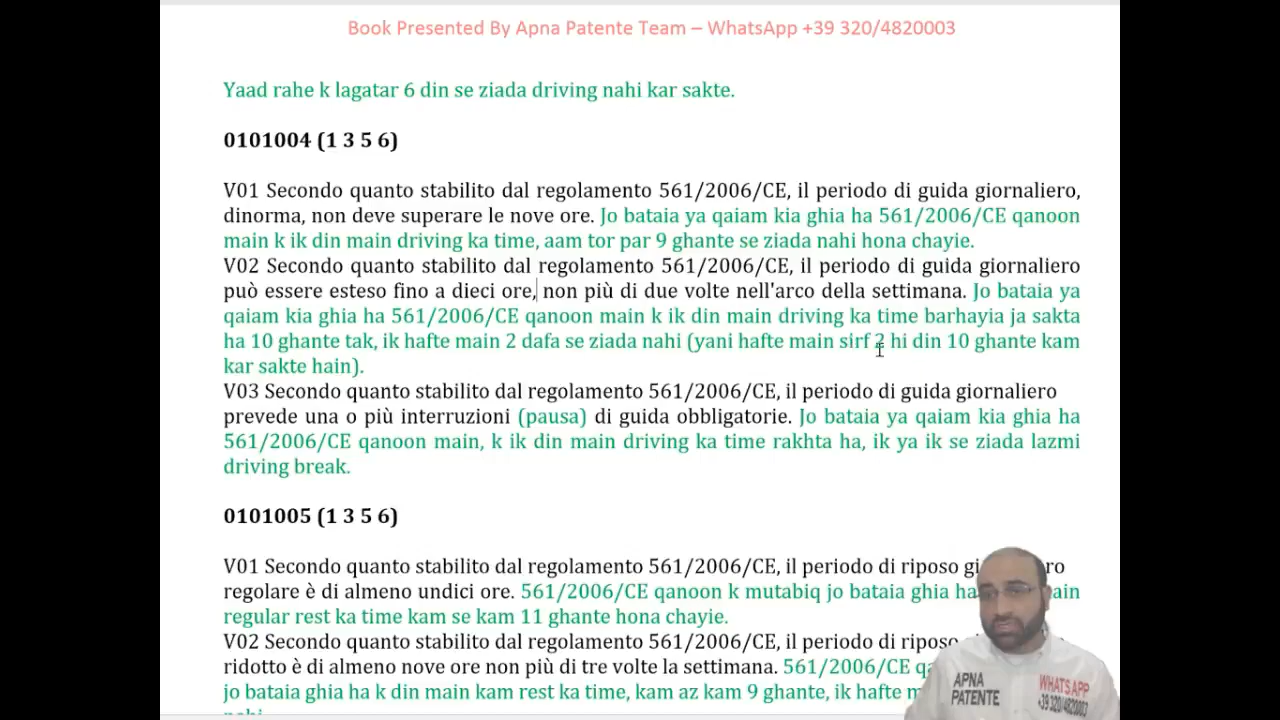 Book Presented By Apna Patente Team – WhatsApp +39 320/4820003
Yaad rahe k lagatar 6 din se ziada driving nahi kar sakte.
0101004 (1 3 5 6)
V01 Secondo quanto stabilito dal regolamento 561/2006/CE, il periodo di guida giornaliero,
dinorma, non deve superare le nove ore. Jo bataia ya qaiam kia ghia ha 561/2006/CE qanoon
main k ik din main driving ka time, aam tor par 9 ghante se ziada nahi hona chayie.
V02 Secondo quanto stabilito dal regolamento 561/2006/CE, il periodo di guida giornaliero
può essere esteso fino a dieci ore, non più di due volte nell'arco della settimana. Jo bataia ya
qaiam kia ghia ha 561/2006/CE qanoon main k ik din main driving ka time barhayia ja sakta
ha 10 ghante tak, ik hafte main 2 dafa se ziada nahi (yani hafte main sirf 2 hi din 10 ghante kam
kar sakte hain).
V03 Secondo quanto stabilito dal regolamento 561/2006/CE, il periodo di guida giornaliero
prevede una o più interruzioni (pausa) di guida obbligatorie. Jo bataia ya qaiam kia ghia ha
561/2006/CE qanoon main, k ik din main driving ka time rakhta ha, ik ya ik se ziada lazmi
driving break.
0101005 (1 3 5 6)
V01 Secondo quanto stabilito dal regolamento 561/2006/CE, il periodo di riposo
regolare è di almeno undici ore. 561/2006/CE qanoon k mutabiq jo bataia ghia
regular rest ka time kam se kam 11 ghante hona chayie.
V02 Secondo quanto stabilito dal regolamento 561/2006/CE, il periodo di riposo
ridotto è di almeno nove ore non più di tre volte la settimana. 561/2006/CE
jo bataia ghia ha k din main kam rest ka time, kam az kam 9 ghante, ik hafte
APNA
PATENTE
WHATSAPP
+39 320/4820003